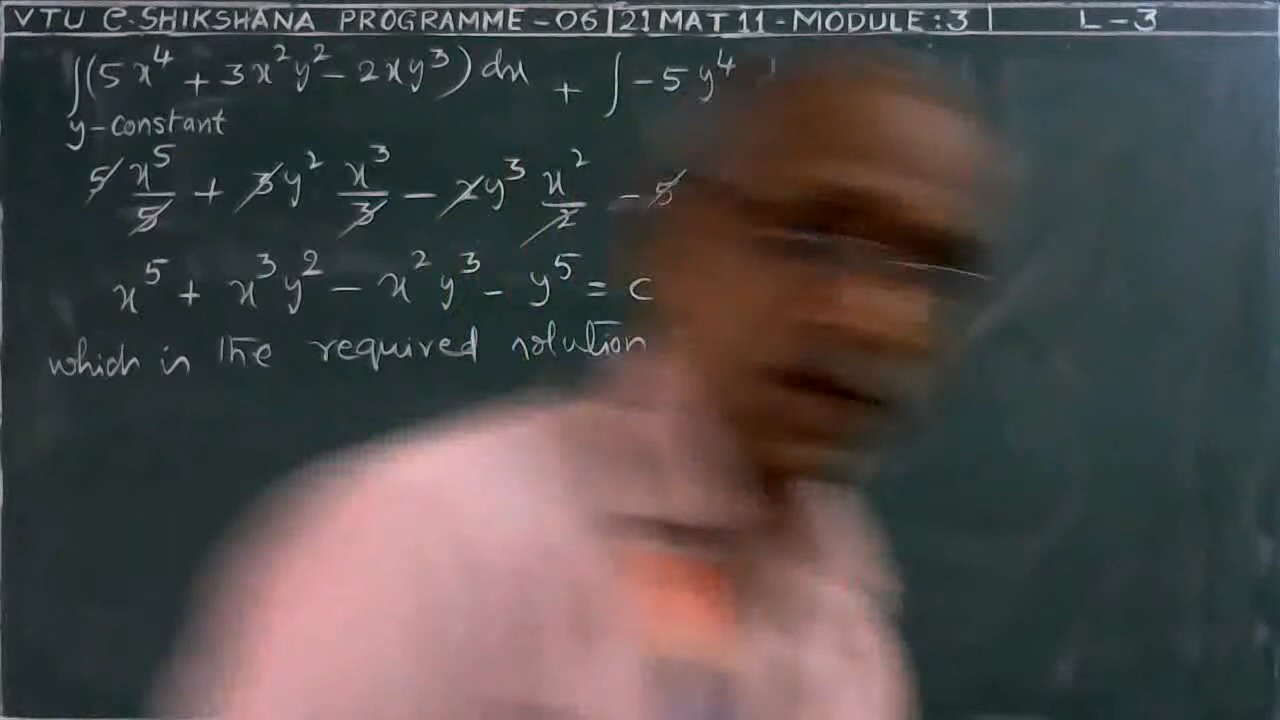 VTU e-SHIKSHANA PROGRAMME - 06 | 21MAT11 - MODULE : 3 | L - 3
∫(5x⁴ + 3x²y² - 2xy³) dx + ∫ -5y⁴
y-constant
5 x⁵/5 + 3y² x³/3 - 2y³ x²/2 - 5
x⁵ + x³y² - x²y³ - y⁵ = c
which is the required solution